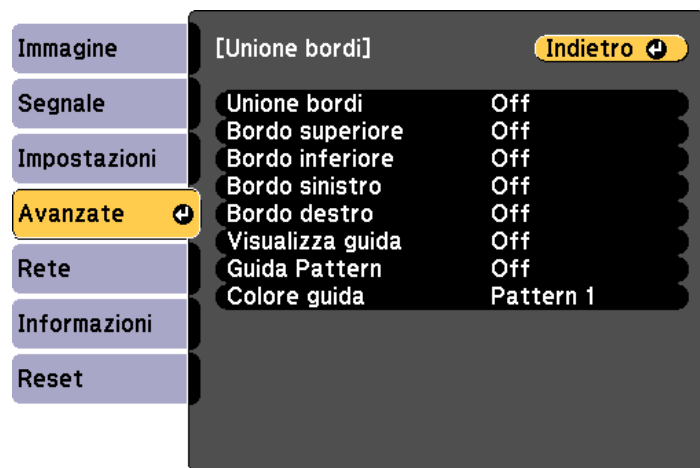 Immagine
Segnale
Impostazioni
Avanzate
Rete
Informazioni
Reset
[Unione bordi]
Indietro
Unione bordi Off
Bordo superiore Off
Bordo inferiore Off
Bordo sinistro Off
Bordo destro Off
Visualizza guida Off
Guida Pattern Off
Colore guida Pattern 1